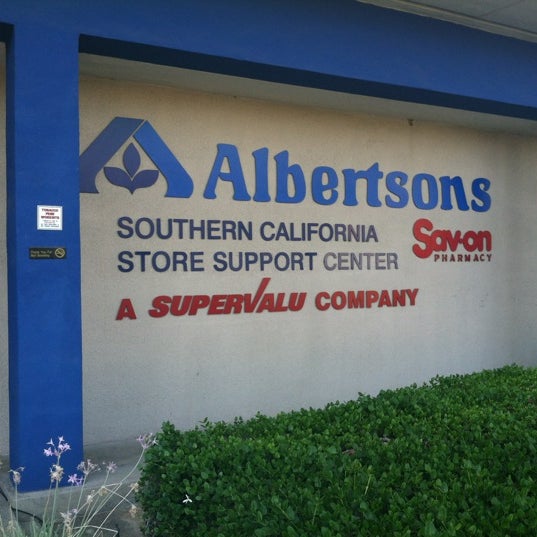 Albertsons
SOUTHERN CALIFORNIA
STORE SUPPORT CENTER
Sav-on
PHARMACY
A SUPERVALU COMPANY